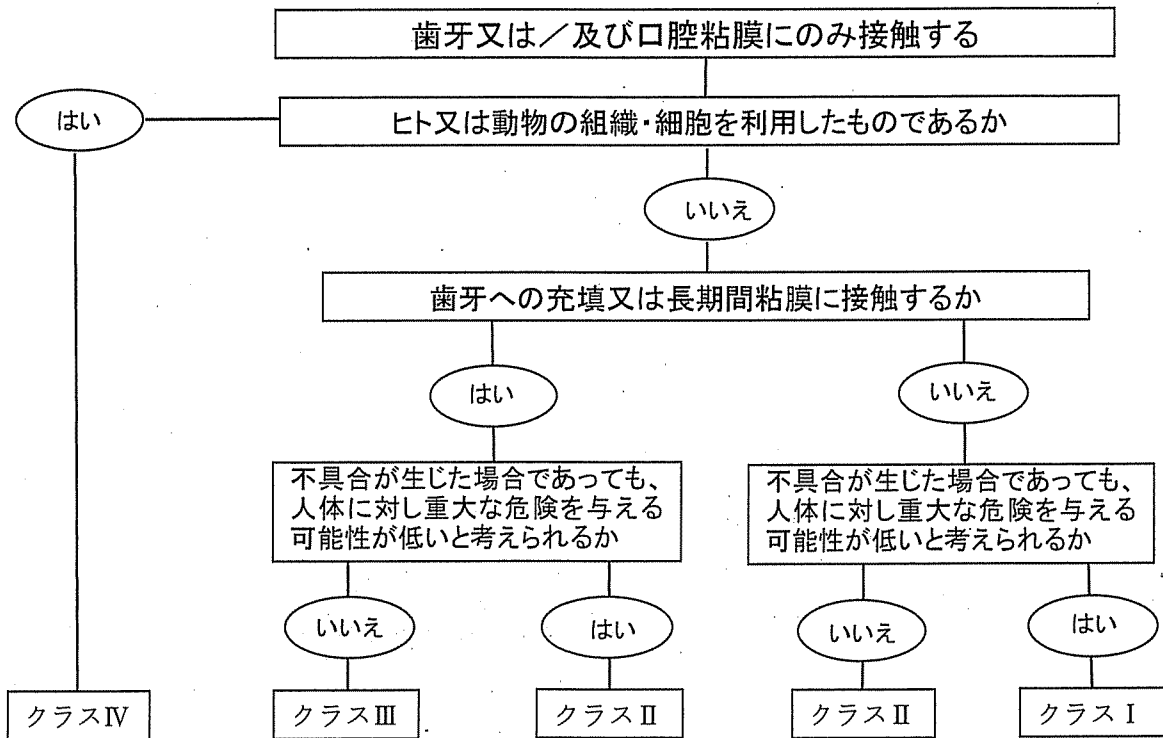 歯牙又は／及び口腔粘膜にのみ接触する
はい
ヒト又は動物の組織・細胞を利用したものであるか
いいえ
歯牙への充填又は長期間粘膜に接触するか
はい
いいえ
不具合が生じた場合であっても、
人体に対し重大な危険を与える
可能性が低いと考えられるか
不具合が生じた場合であっても、
人体に対し重大な危険を与える
可能性が低いと考えられるか
いいえ
はい
いいえ
はい
クラスⅣ
クラスⅢ
クラスⅡ
クラスⅡ
クラスⅠ